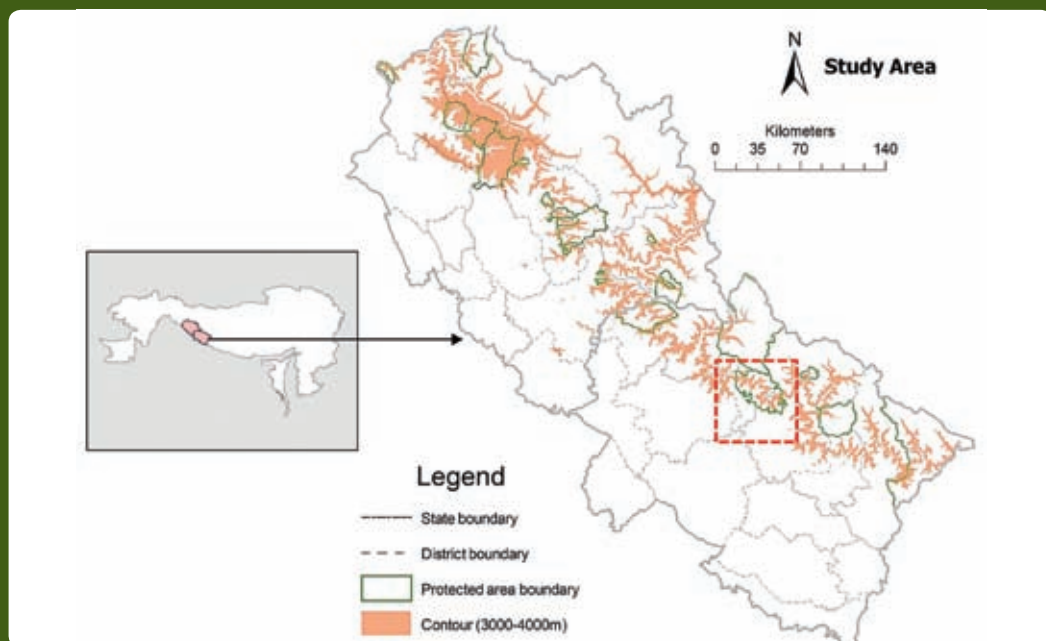 N
Study Area
Kilometers
0 35 70 140
Legend
State boundary
District boundary
Protected area boundary
Contour (3000-4000m)